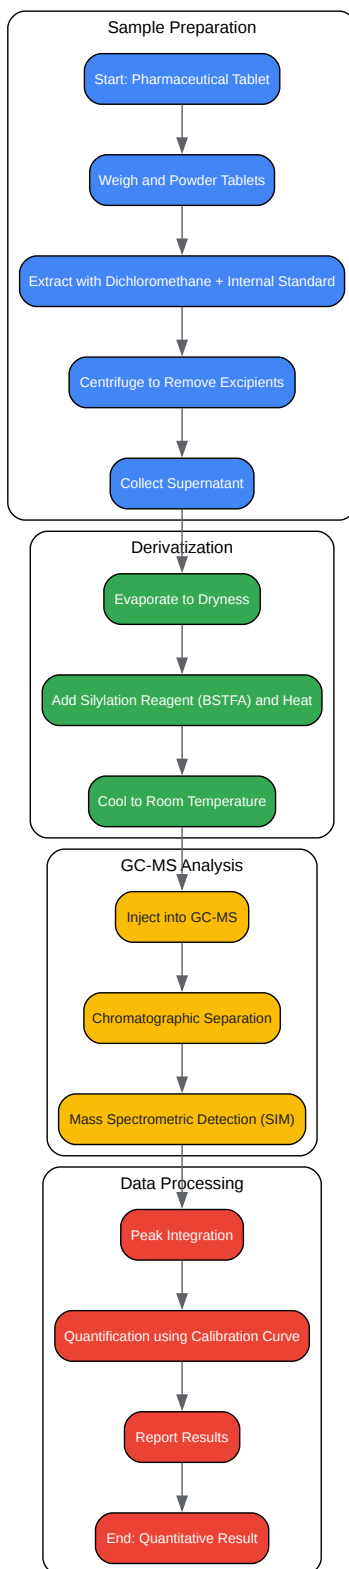 Sample Preparation
Start: Pharmaceutical Tablet
Weigh and Powder Tablets
Extract with Dichloromethane + Internal Standard
Centrifuge to Remove Excipients
Collect Supernatant
Derivatization
Evaporate to Dryness
Add Silylation Reagent (BSTFA) and Heat
Cool to Room Temperature
GC-MS Analysis
Inject into GC-MS
Chromatographic Separation
Mass Spectrometric Detection (SIM)
Data Processing
Peak Integration
Quantification using Calibration Curve
Report Results
End: Quantitative Result